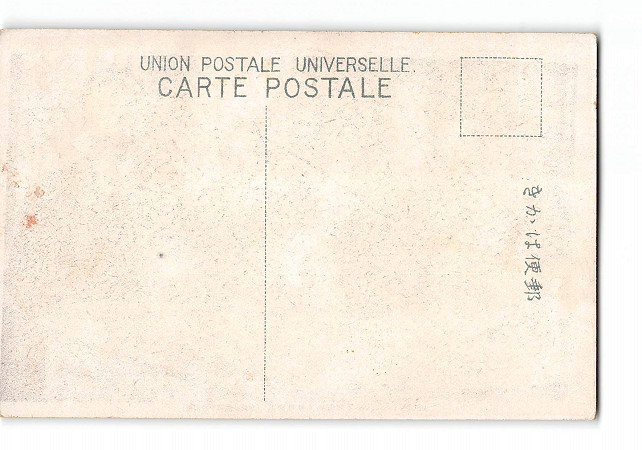 UNION POSTALE UNIVERSELLE.
CARTE POSTALE
郵便はかき